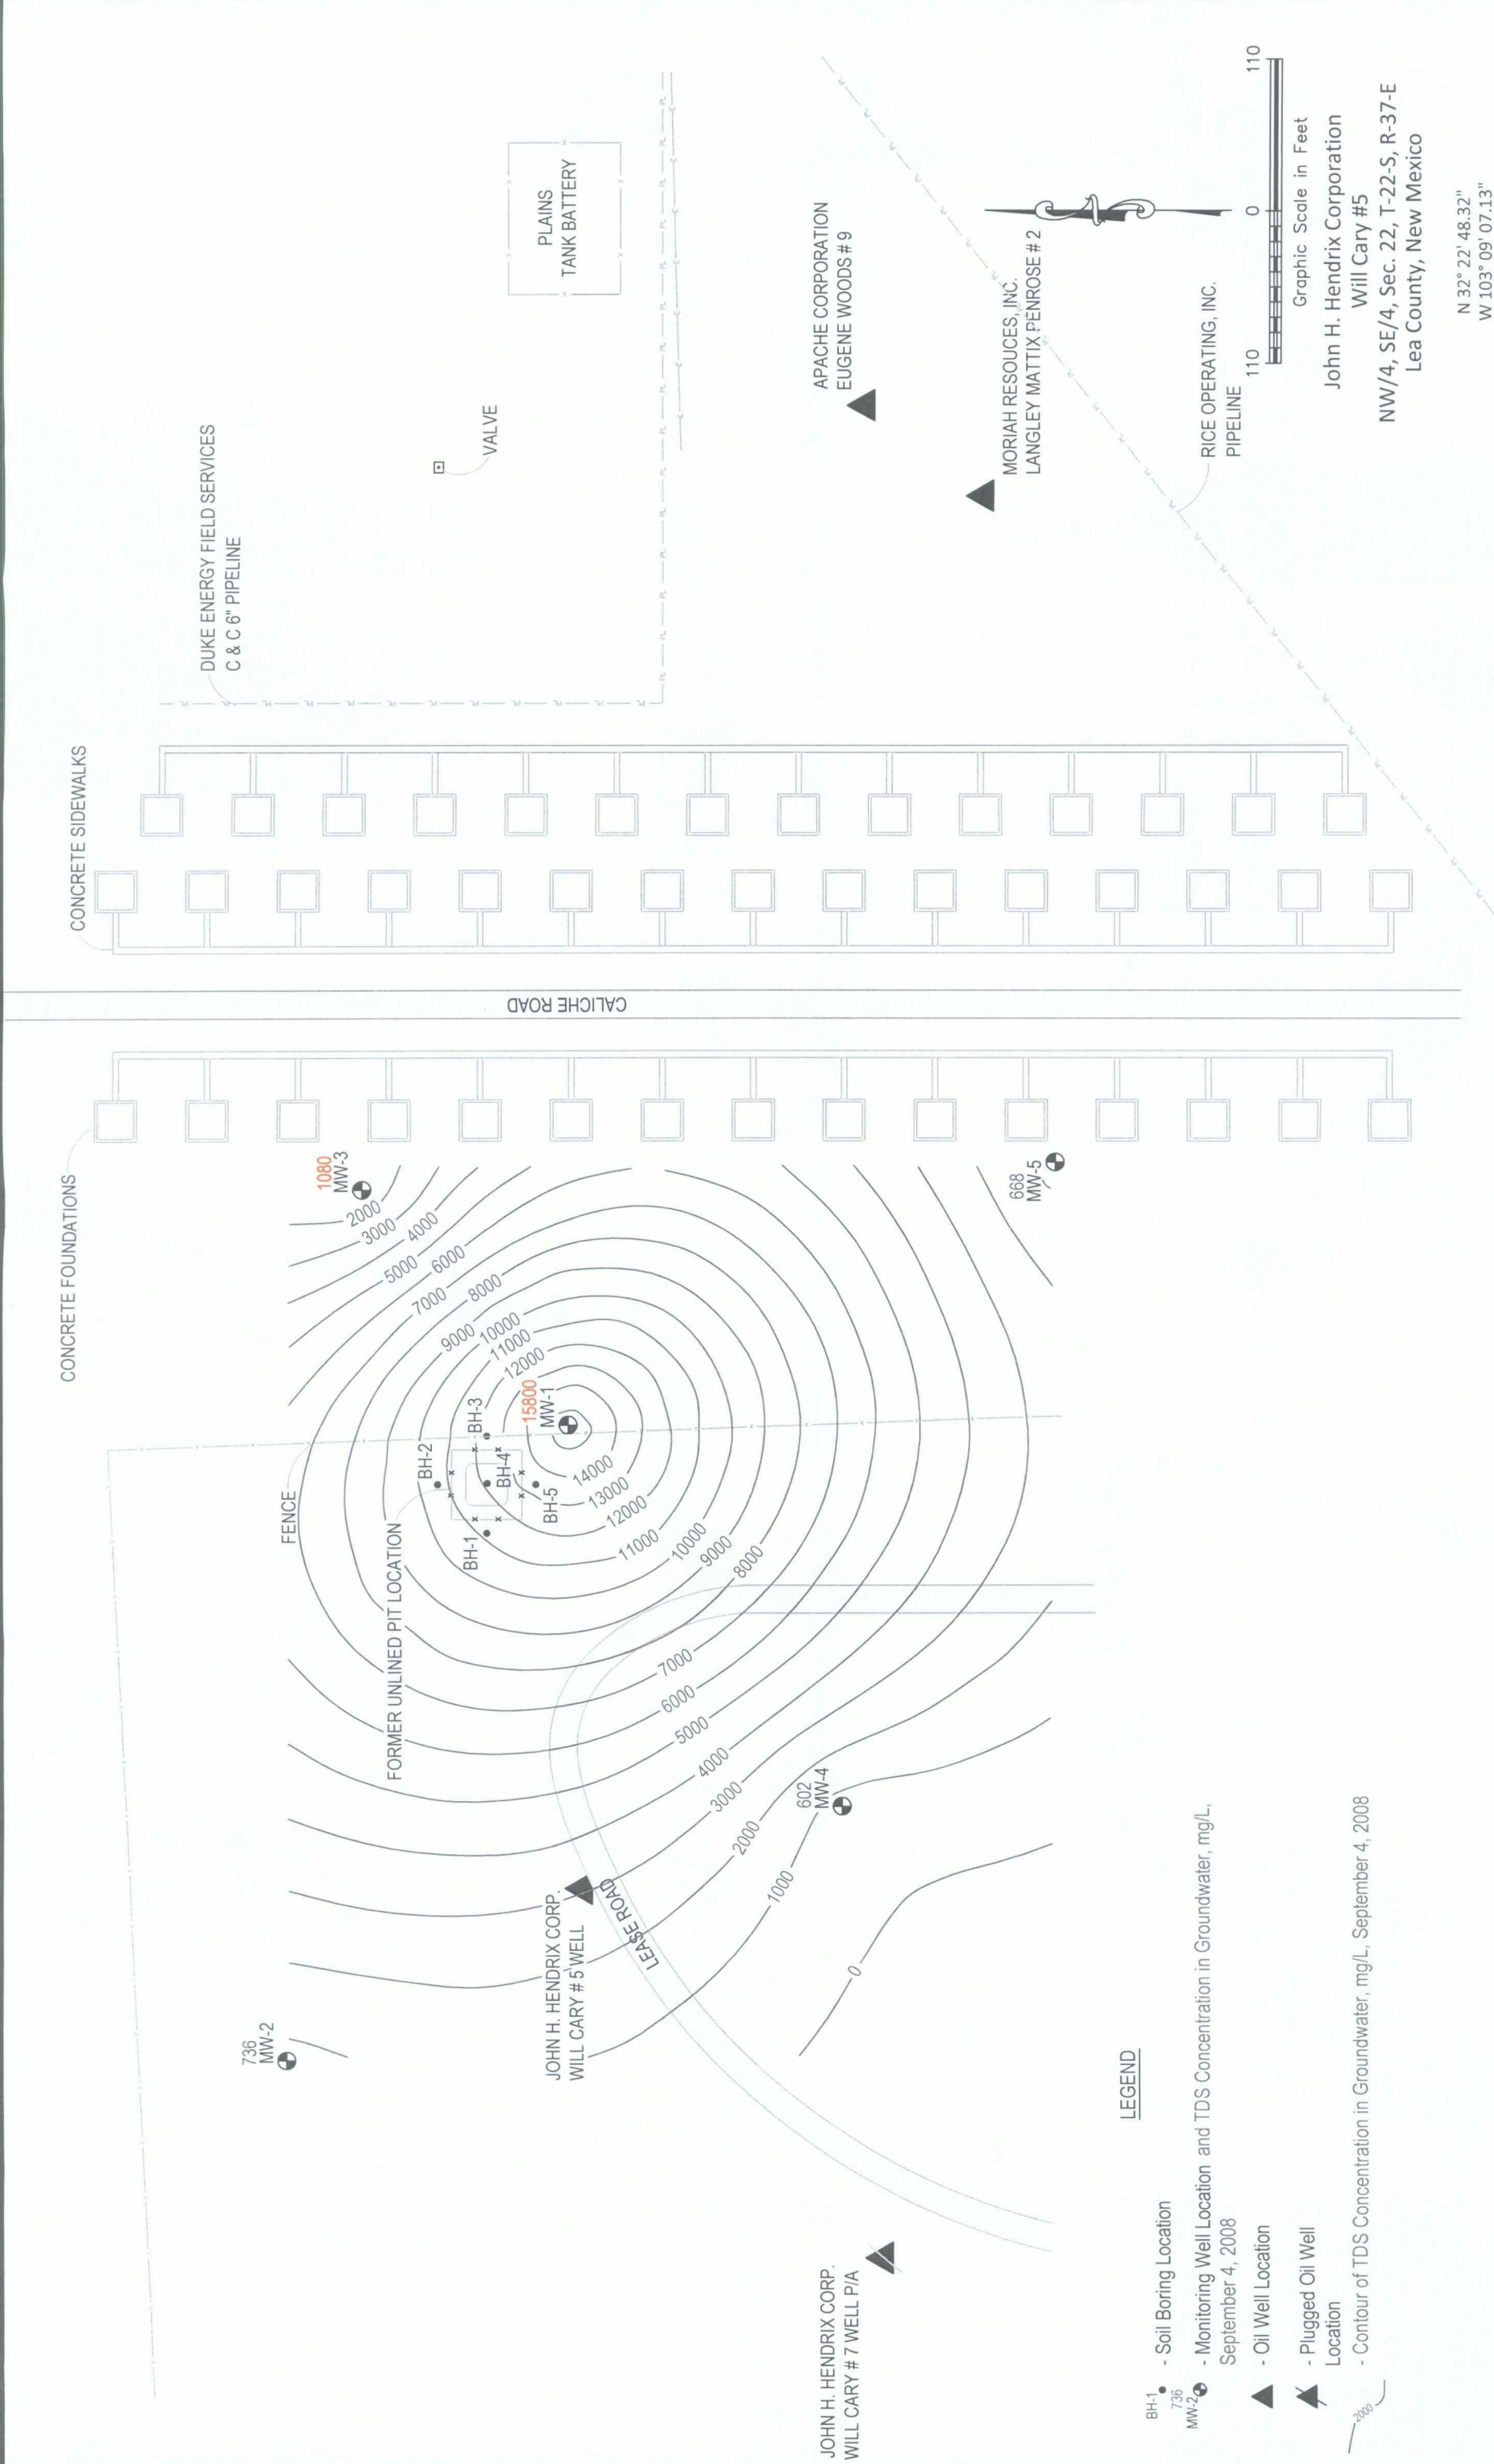 CONCRETE FOUNDATIONS
CONCRETE SIDEWALKS
DUKE ENERGY FIELD SERVICES
C & C 6" PIPELINE
VALVE
PLAINS
TANK BATTERY
CALICHE ROAD
736
MW-2
FENCE
1080
MW-3
2000
3000
4000
5000
6000
7000
8000
9000
10000
11000
12000
FORMER UNLINED PIT LOCATION
BH-2
BH-1
BH-3
BH-4
BH-5
15800
MW-1
14000
13000
12000
11000
10000
9000
8000
7000
6000
5000
4000
3000
2000
1000
0
JOHN H. HENDRIX CORP.
WILL CARY # 5 WELL
LEASE ROAD
602
MW-4
668
MW-5
JOHN H. HENDRIX CORP.
WILL CARY # 7 WELL P/A
APACHE CORPORATION
EUGENE WOODS # 9
MORIAH RESOUCES, INC.
LANGLEY MATTIX PENROSE # 2
RICE OPERATING, INC.
PIPELINE
LEGEND
BH-1
- Soil Boring Location
736
MW-2
- Monitoring Well Location and TDS Concentration in Groundwater, mg/L,
September 4, 2008
- Oil Well Location
- Plugged Oil Well
Location
2000
- Contour of TDS Concentration in Groundwater, mg/L, September 4, 2008
110 0 110
Graphic Scale in Feet
John H. Hendrix Corporation
Will Cary #5
NW/4, SE/4, Sec. 22, T-22-S, R-37-E
Lea County, New Mexico
N 32° 22' 48.32"
W 103° 09' 07.13"